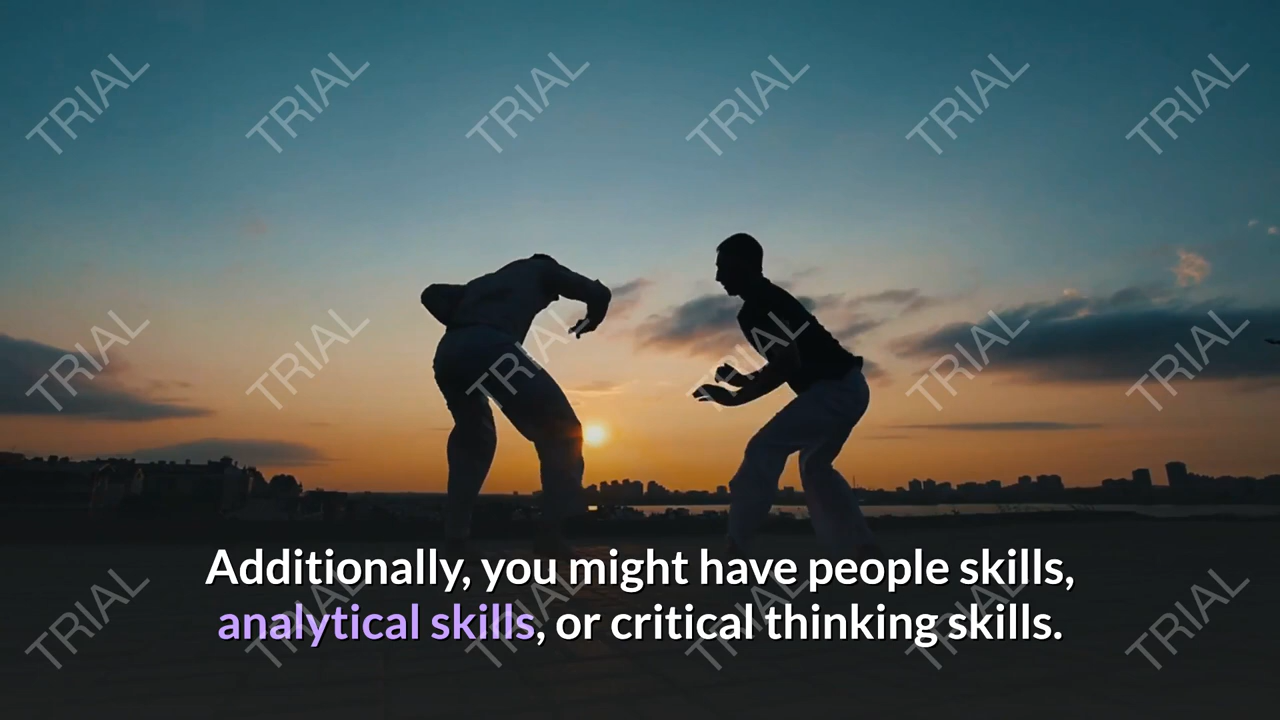 TRIAL TRIAL TRIAL TRIAL TRIAL TRIAL
TRIAL TRIAL TRIAL TRIAL TRIAL TRIAL
Additionally, you might have people skills,
analytical skills, or critical thinking skills.
TRIAL TRIAL TRIAL TRIAL TRIAL TRIAL